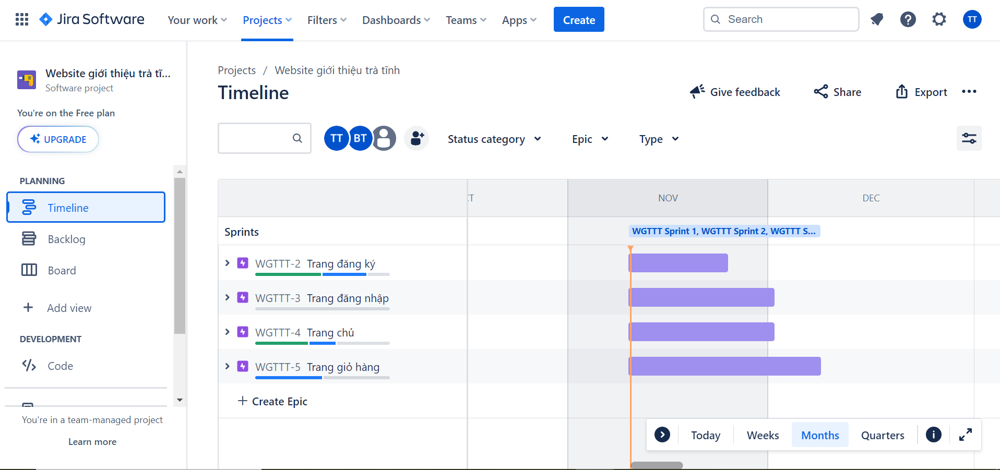 Jira Software
Your work
Projects
Filters
Dashboards
Teams
Apps
Create
Search
TT
Website giới thiệu trà tĩ...
Software project
You're on the Free plan
UPGRADE
PLANNING
Timeline
Backlog
Board
Add view
DEVELOPMENT
Code
You're in a team-managed project
Learn more
Projects / Website giới thiệu trà tĩnh
Timeline
Give feedback
Share
Export
TT BT
Status category
Epic
Type
NOV DEC
Sprints
WGTTT Sprint 1, WGTTT Sprint 2, WGTTT S...
WGTTT-2 Trang đăng ký
WGTTT-3 Trang đăng nhập
WGTTT-4 Trang chủ
WGTTT-5 Trang giỏ hàng
+ Create Epic
Today
Weeks
Months
Quarters